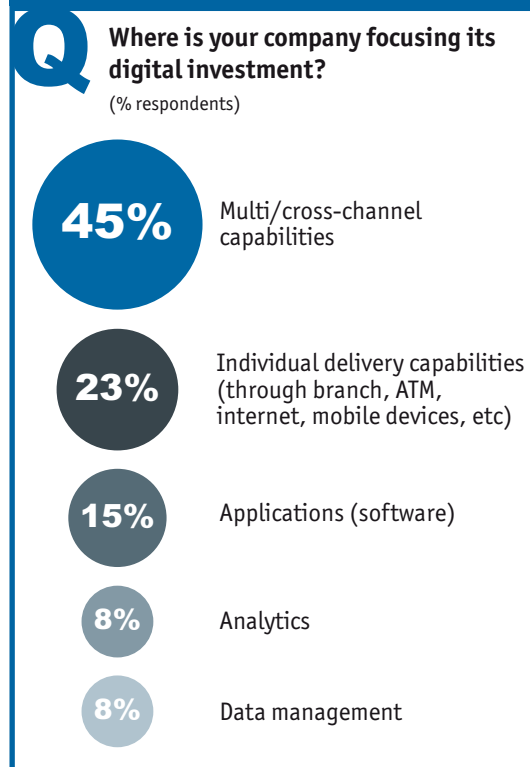 Q
Where is your company focusing its
digital investment?
(% respondents)
45%
Multi/cross-channel
capabilities
23%
Individual delivery capabilities
(through branch, ATM,
internet, mobile devices, etc)
15%
Applications (software)
8%
Analytics
8%
Data management